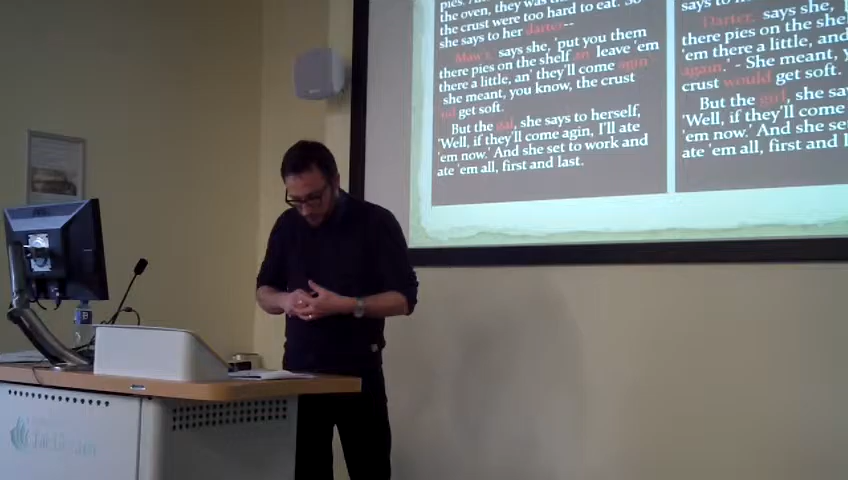 pies.
the oven, they was
the crust were too hard to eat. So
she says to her darter--
Maw'r, says she, 'put you them
there pies on the shelf an leave 'em
there a little, an' they'll come agin
she meant, you know, the crust
ud get soft.
But the gal, she says to herself,
'Well, if they'll come agin, I'll ate
'em now.' And she set to work and
ate 'em all, first and last.
says to
Darter, says she,
there pies on the shelf
'em there a little, and
again.' - She meant, y
crust would get soft.
But the girl, she sa
'Well, if they'll come
'em now.' And she se
ate 'em all, first and l
B